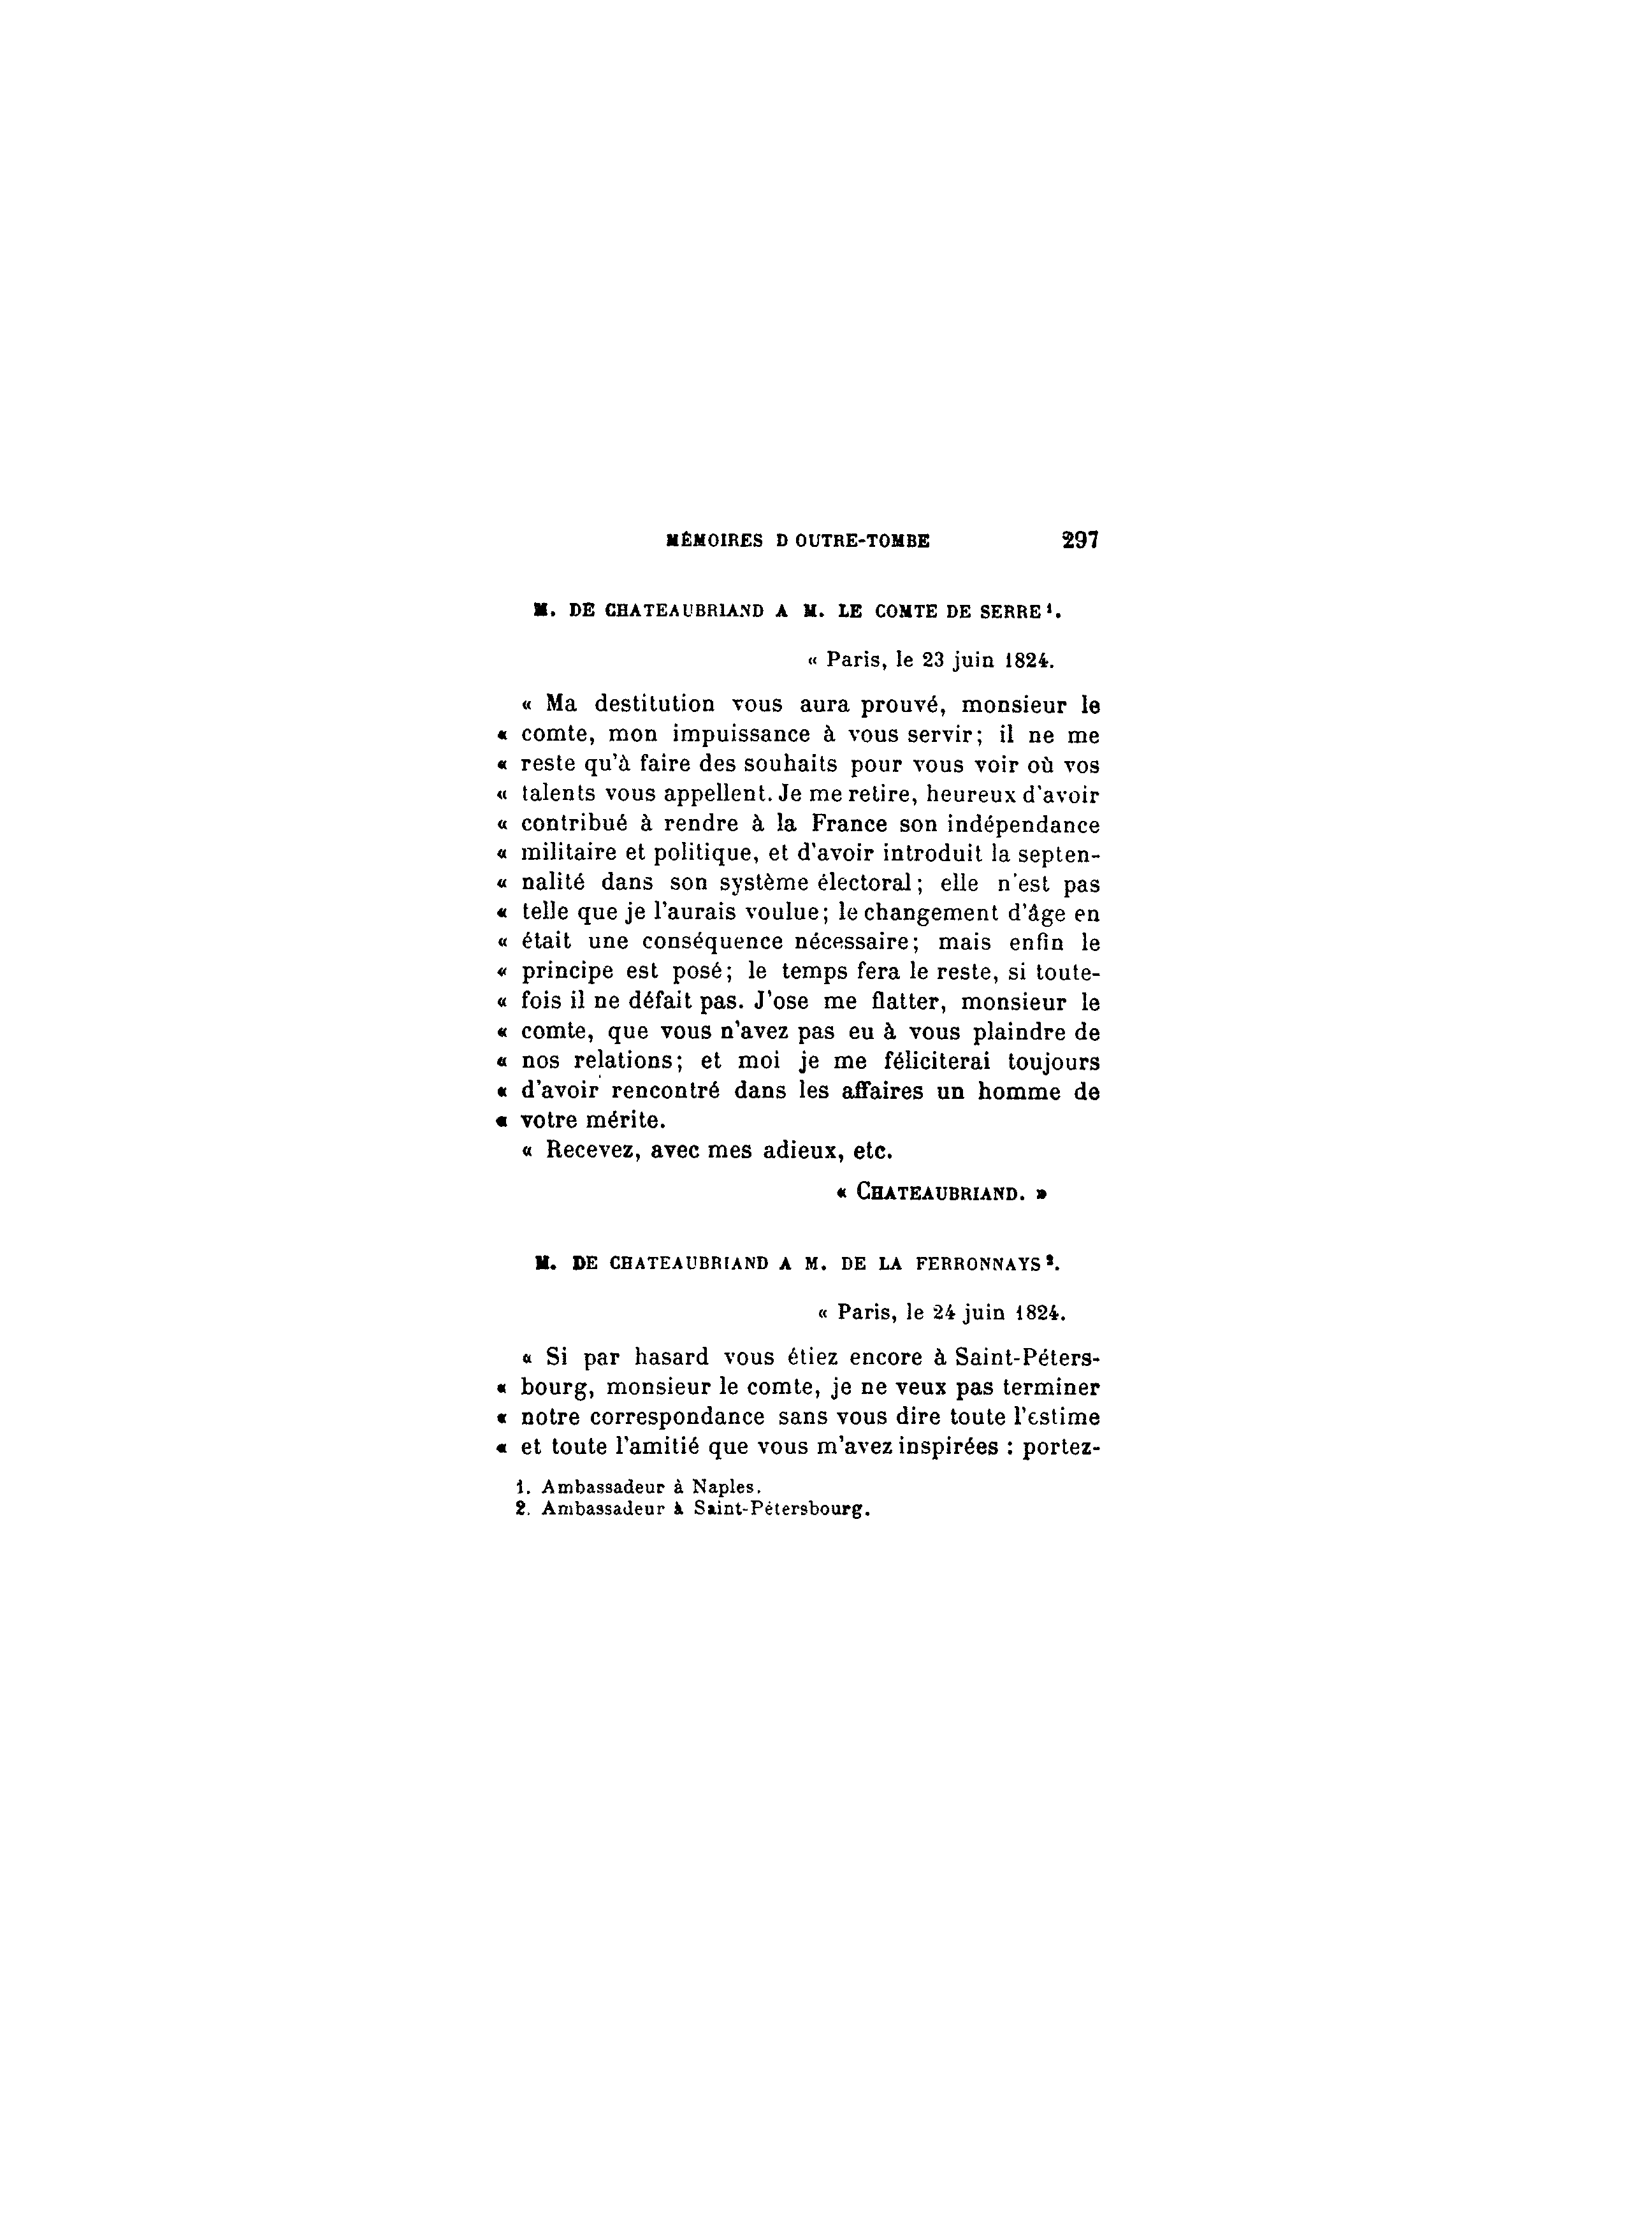 MÉMOIRES D OUTRE-TOMBE 297
M. DE CHATEAUBRIAND A M. LE COMTE DE SERRE¹.
« Paris, le 23 juin 1824.
« Ma destitution vous aura prouvé, monsieur le
« comte, mon impuissance à vous servir; il ne me
« reste qu'à faire des souhaits pour vous voir où vos
« talents vous appellent. Je me retire, heureux d'avoir
« contribué à rendre à la France son indépendance
« militaire et politique, et d'avoir introduit la septen-
« nalité dans son système électoral; elle n'est pas
« telle que je l'aurais voulue; le changement d'âge en
« était une conséquence nécessaire; mais enfin le
« principe est posé; le temps fera le reste, si toute-
« fois il ne défait pas. J'ose me flatter, monsieur le
« comte, que vous n'avez pas eu à vous plaindre de
« nos relations; et moi je me féliciterai toujours
« d'avoir rencontré dans les affaires un homme de
« votre mérite.
« Recevez, avec mes adieux, etc.
« CHATEAUBRIAND. »
M. DE CHATEAUBRIAND A M. DE LA FERRONNAYS².
« Paris, le 24 juin 1824.
« Si par hasard vous étiez encore à Saint-Péters-
« bourg, monsieur le comte, je ne veux pas terminer
« notre correspondance sans vous dire toute l'estime
« et toute l'amitié que vous m'avez inspirées : portez-
1. Ambassadeur à Naples.
2. Ambassadeur à Saint-Pétersbourg.